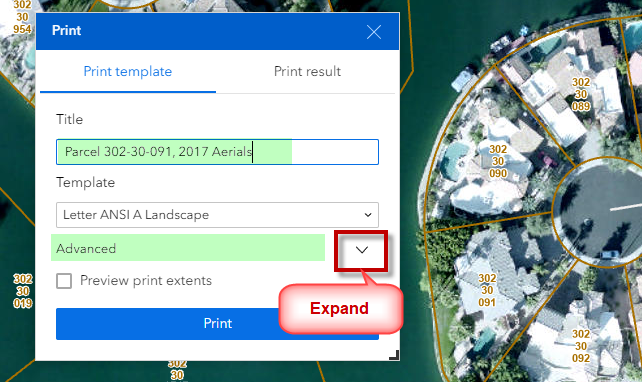 302
30
954
Print
Print template
Print result
Title
Parcel 302-30-091, 2017 Aerials
Template
Letter ANSI A Landscape
Advanced
Preview print extents
Expand
Print
302
30
089
302
30
090
302
30
091
302
30
092
302
30
019
302
30